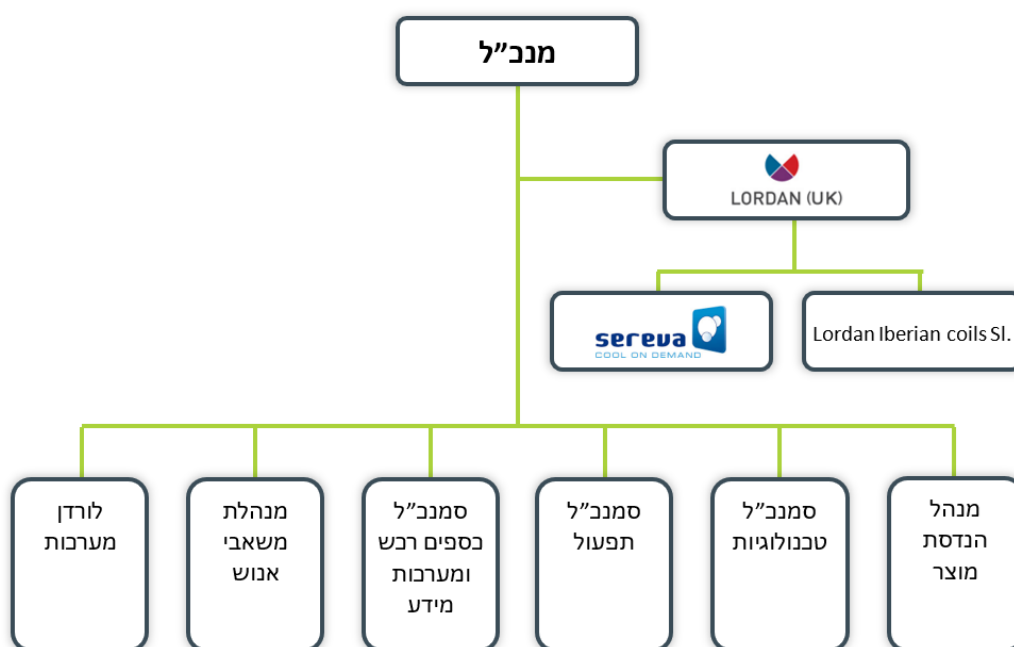 מנכ״ל
LORDAN (UK)
sereva
COOL ON DEMAND
Lordan Iberian coils Sl.
מנהל
הנדסת
מוצר
סמנכ״ל
טכנולוגיות
סמנכ״ל
תפעול
סמנכ״ל
כספים רכש
ומערכות
מידע
מנהלת
משאבי
אנוש
לורדן
מערכות